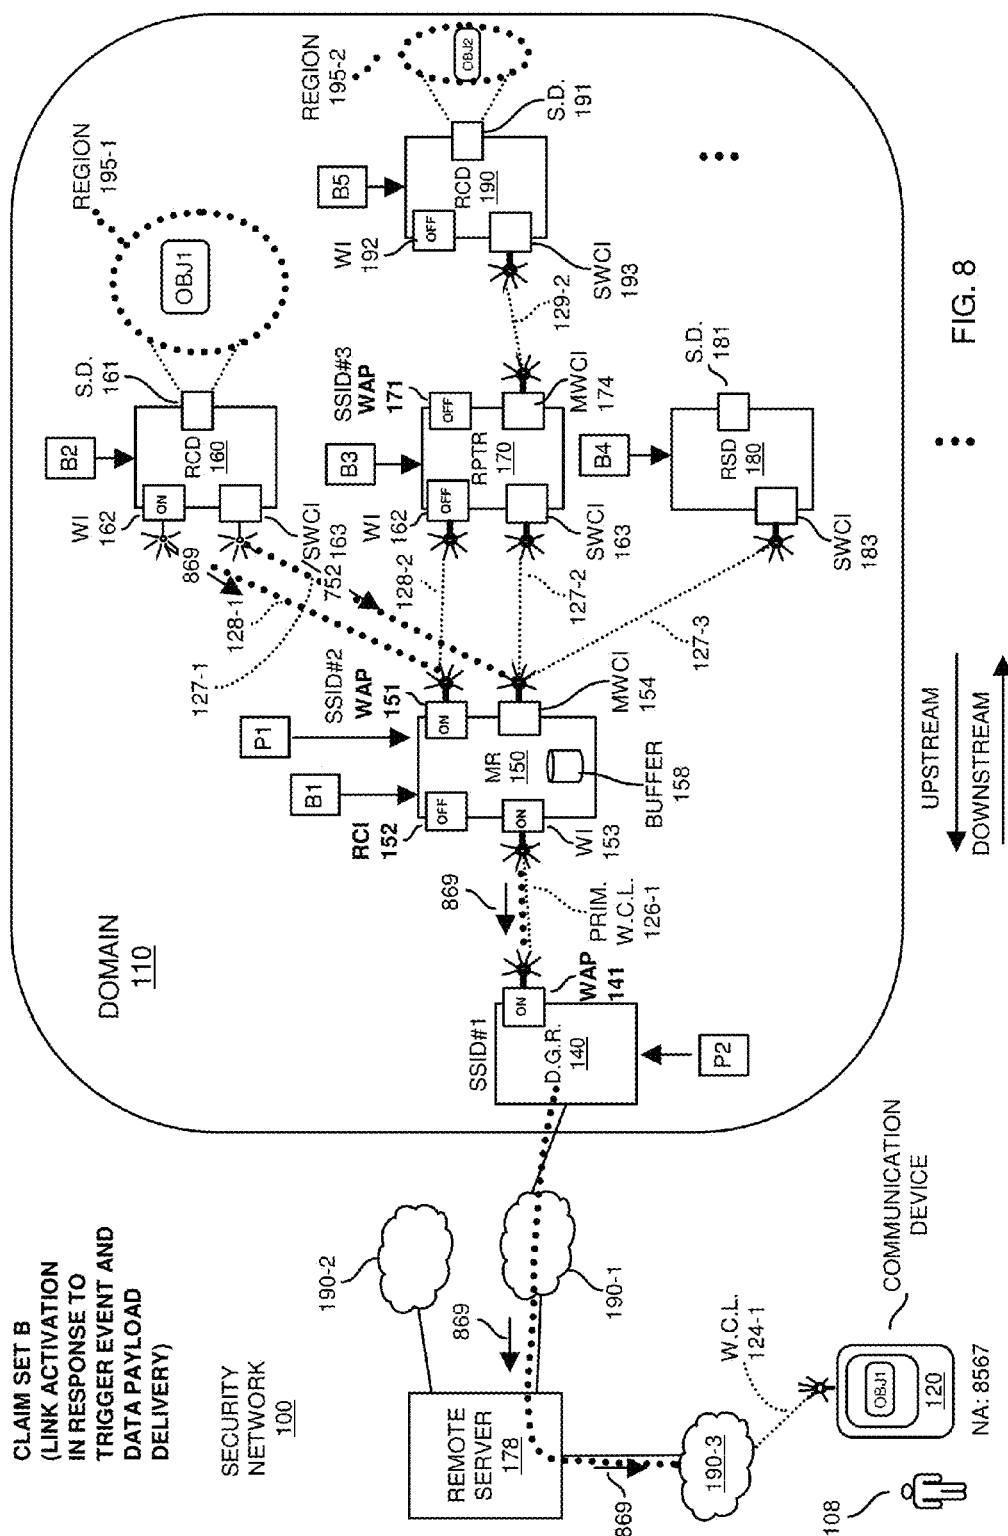 CLAIM SET B
(LINK ACTIVATION
IN RESPONSE TO
TRIGGER EVENT AND
DATA PAYLOAD
DELIVERY)
SECURITY
NETWORK
100
REMOTE
SERVER
178
190-2
190-1
869
869
190-3
W.C.L.
124-1
108
OBJ1
120
NA: 8567
COMMUNICATION
DEVICE
DOMAIN
110
SSID#1
D.G.R.
140
ON
WAP
141
P2
869
PRIM.
W.C.L.
126-1
B1
P1
RCI
152
OFF
ON
WI
153
MR
150
BUFFER
158
SSID#2
WAP
151
ON
MWCI
154
127-1
128-1
869
752
128-2
127-2
127-3
B2
WI
162
ON
RCD
160
SWCI
163
S.D.
161
REGION
195-1
OBJ1
B3
WI
162
OFF
RPTR
170
SWCI
163
SSID#3
WAP
171
OFF
MWCI
174
129-2
B4
RSD
180
SWCI
183
S.D.
181
B5
WI
192
OFF
RCD
190
SWCI
193
S.D.
191
REGION
195-2
OBJ2
UPSTREAM
DOWNSTREAM
FIG. 8